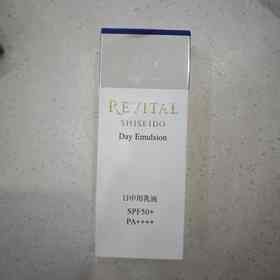 REVITAL
SHISEIDO
Day Emulsion
日中用乳液
SPF50+
PA++++